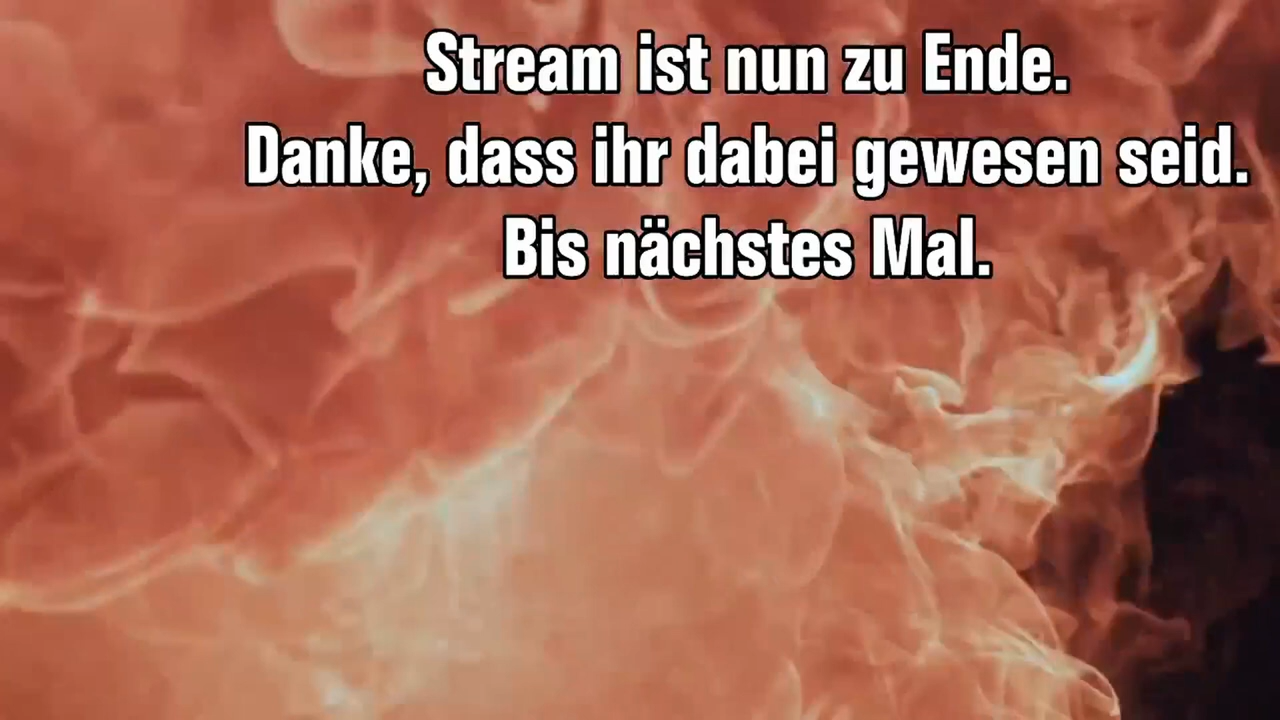 Stream ist nun zu Ende.
Danke, dass ihr dabei gewesen seid.
Bis nächstes Mal.